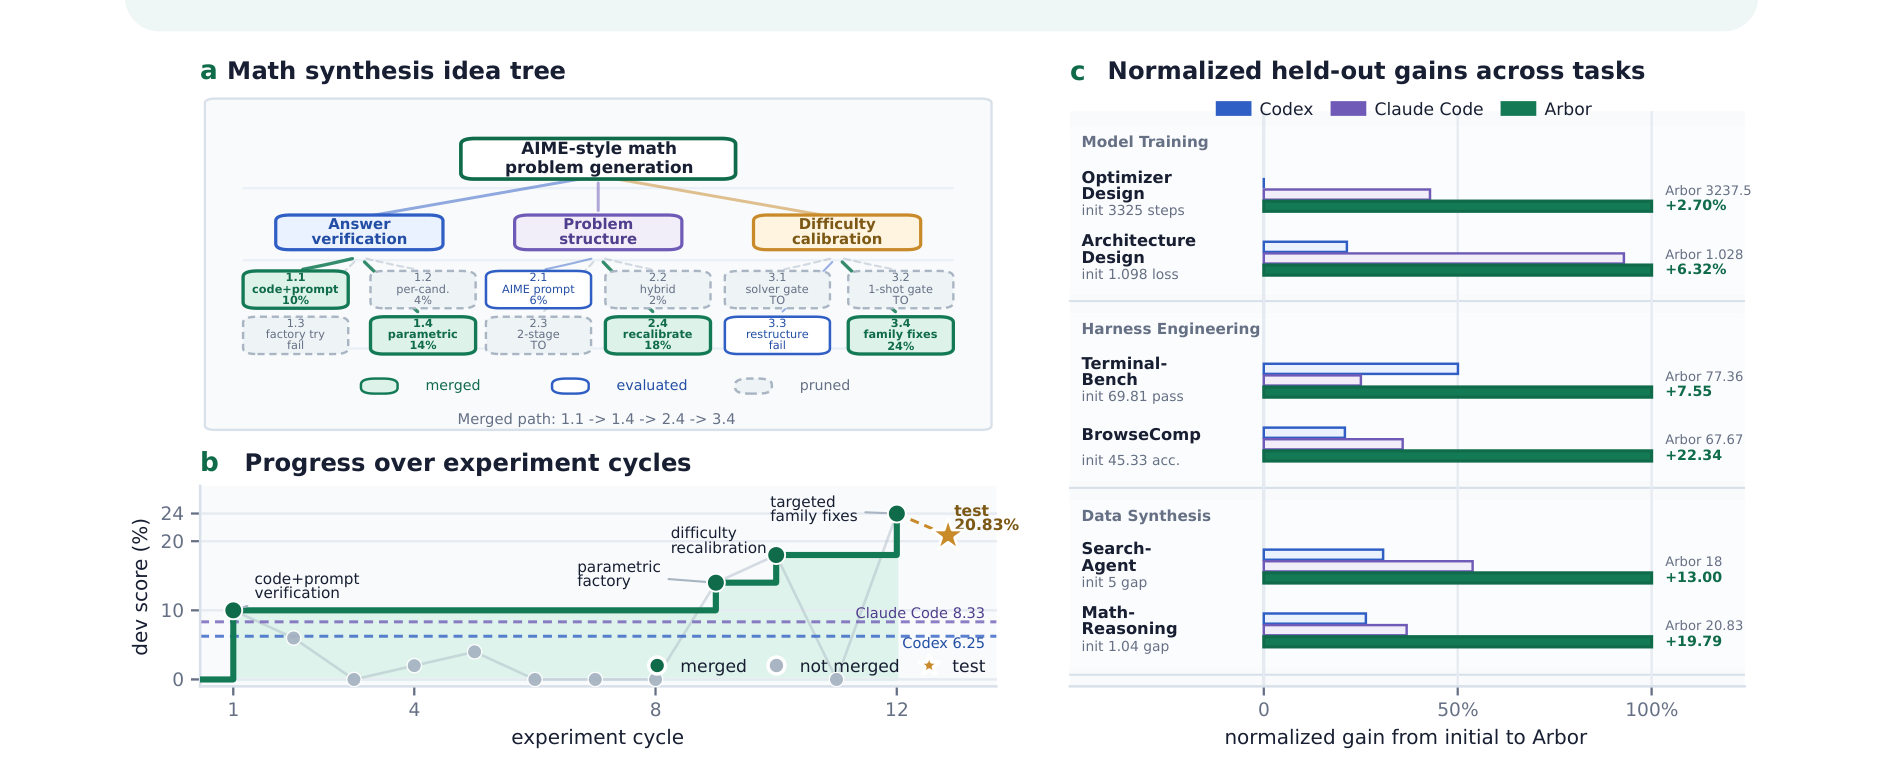 a Math synthesis idea tree
AIME-style math
problem generation
Answer
verification
Problem
structure
Difficulty
calibration
1.1
code+prompt
10%
1.2
per-cand.
4%
2.1
AIME prompt
6%
2.2
hybrid
2%
3.1
solver gate
TO
3.2
1-shot gate
TO
1.3
factory try
fail
1.4
parametric
14%
2.3
2-stage
TO
2.4
recalibrate
18%
3.3
restructure
fail
3.4
family fixes
24%
merged
evaluated
pruned
Merged path: 1.1 -> 1.4 -> 2.4 -> 3.4
b Progress over experiment cycles
dev score (%)
24
20
10
0
code+prompt
verification
parametric
factory
difficulty
recalibration
targeted
family fixes
test
20.83%
Claude Code 8.33
Codex 6.25
merged
not merged
test
1
4
8
12
experiment cycle
c Normalized held-out gains across tasks
Codex
Claude Code
Arbor
Model Training
Optimizer
Design
init 3325 steps
Arbor 3237.5
+2.70%
Architecture
Design
init 1.098 loss
Arbor 1.028
+6.32%
Harness Engineering
Terminal-
Bench
init 69.81 pass
Arbor 77.36
+7.55
BrowseComp
init 45.33 acc.
Arbor 67.67
+22.34
Data Synthesis
Search-
Agent
init 5 gap
Arbor 18
+13.00
Math-
Reasoning
init 1.04 gap
Arbor 20.83
+19.79
0
50%
100%
normalized gain from initial to Arbor